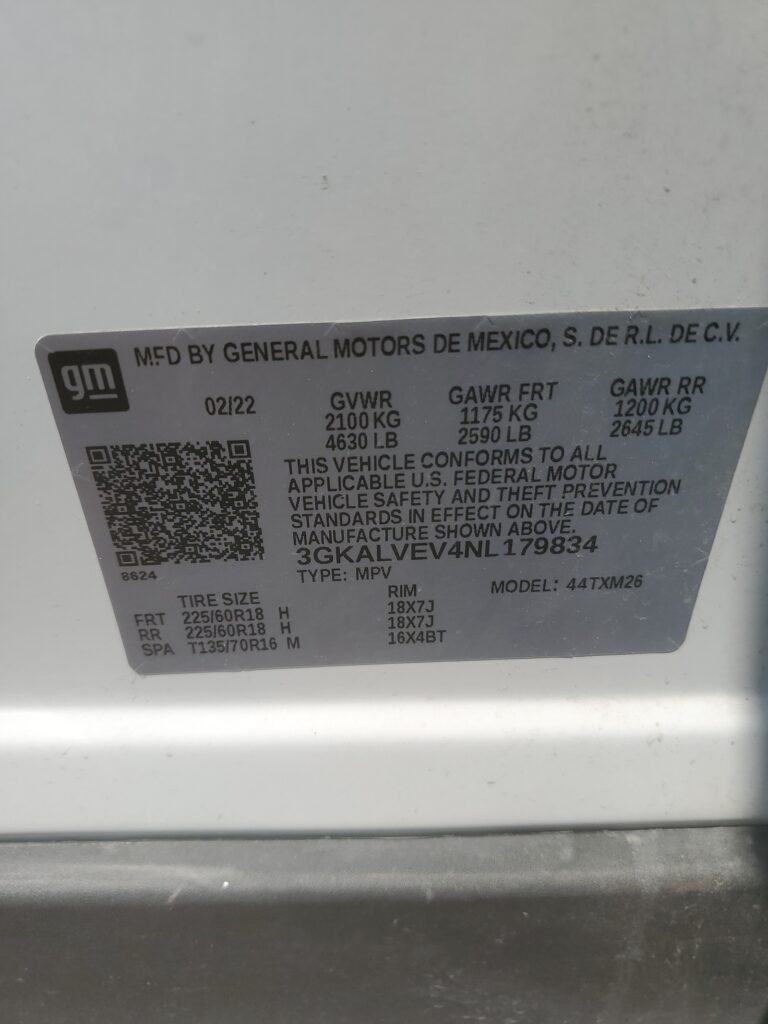 gm
MFD BY GENERAL MOTORS DE MEXICO, S. DE R.L. DE C.V.
02/22 GVWR GAWR FRT GAWR RR
2100 KG 1175 KG 1200 KG
4630 LB 2590 LB 2645 LB
THIS VEHICLE CONFORMS TO ALL
APPLICABLE U.S. FEDERAL MOTOR
VEHICLE SAFETY AND THEFT PREVENTION
STANDARDS IN EFFECT ON THE DATE OF
MANUFACTURE SHOWN ABOVE.
3GKALVEV4NL179834
8624
TYPE: MPV MODEL: 44TXM26
TIRE SIZE RIM
FRT 225/60R18 H 18X7J
RR 225/60R18 H 18X7J
SPA T135/70R16 M 16X4BT